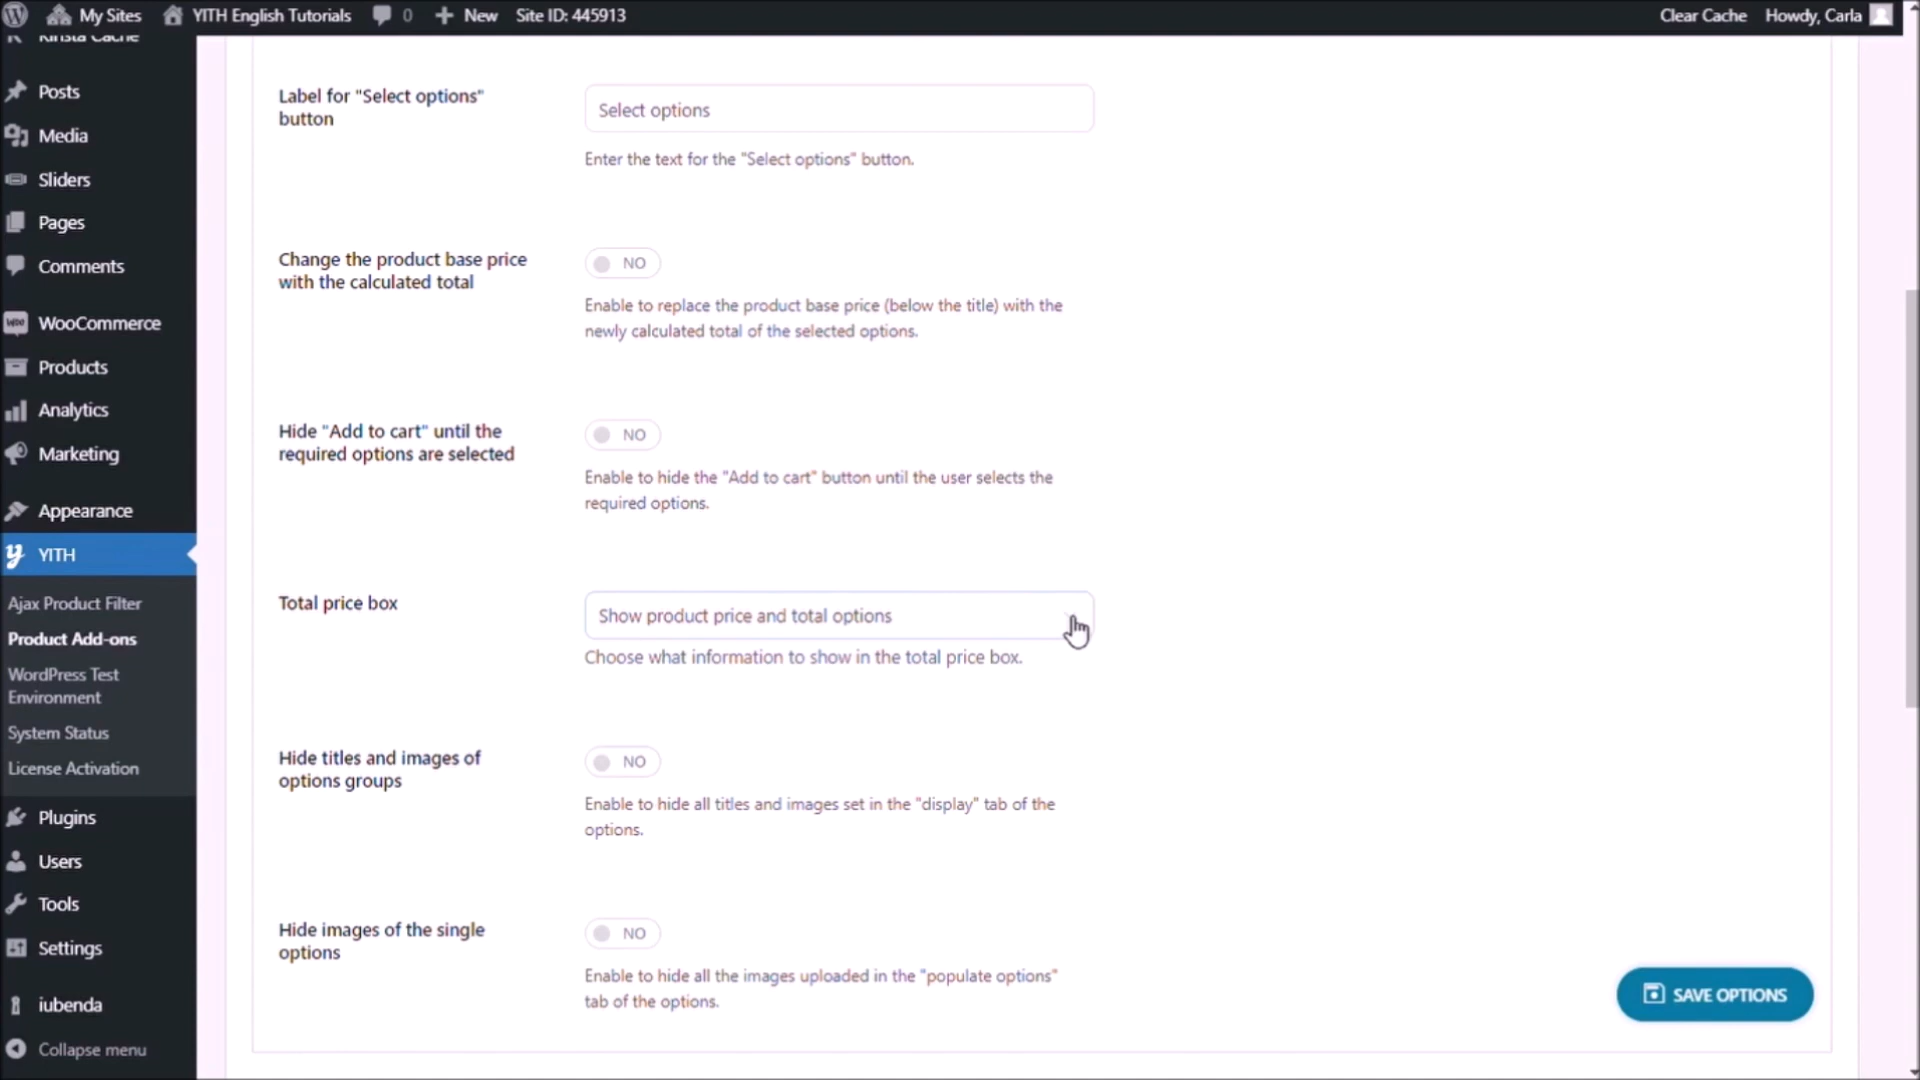 My Sites
YITH English Tutorials
0
New
Site ID: 445913
Clear Cache
Howdy, Carla
Kinsta Cache
Posts
Media
Sliders
Pages
Comments
WooCommerce
Products
Analytics
Marketing
Appearance
YITH
Ajax Product Filter
Product Add-ons
WordPress Test
Environment
System Status
License Activation
Plugins
Users
Tools
Settings
iubenda
Collapse menu
Label for "Select options"
button
Select options
Enter the text for the "Select options" button.
Change the product base price
with the calculated total
NO
Enable to replace the product base price (below the title) with the
newly calculated total of the selected options.
Hide "Add to cart" until the
required options are selected
NO
Enable to hide the "Add to cart" button until the user selects the
required options.
Total price box
Show product price and total options
Choose what information to show in the total price box.
Hide titles and images of
options groups
NO
Enable to hide all titles and images set in the "display" tab of the
options.
Hide images of the single
options
NO
Enable to hide all the images uploaded in the "populate options"
tab of the options.
SAVE OPTIONS